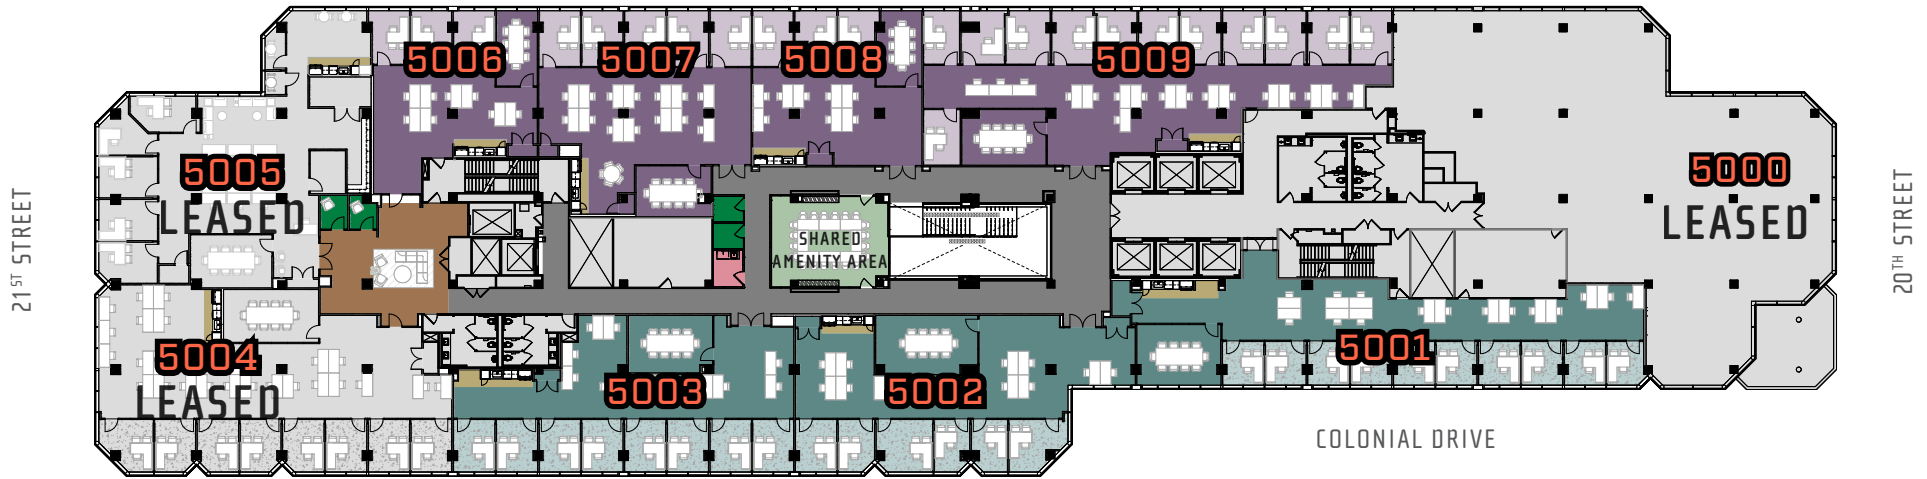 5006
5007
5008
5009
5005
LEASED
5000
LEASED
21ST STREET
20TH STREET
SHARED
AMENITY AREA
5004
LEASED
5003
5002
5001
COLONIAL DRIVE